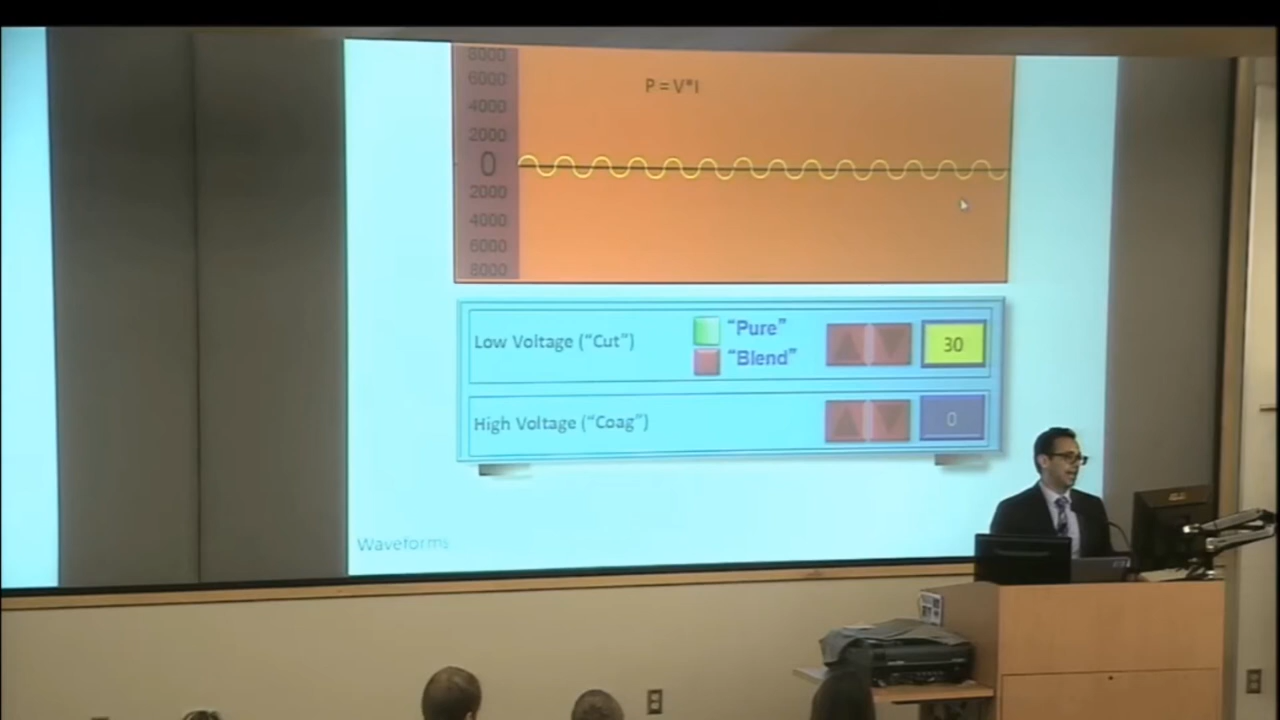 8000
6000
P = V*I
4000
2000
0
2000
4000
6000
8000
Low Voltage ("Cut")
"Pure"
"Blend"
30
High Voltage ("Coag")
0
Waveforms